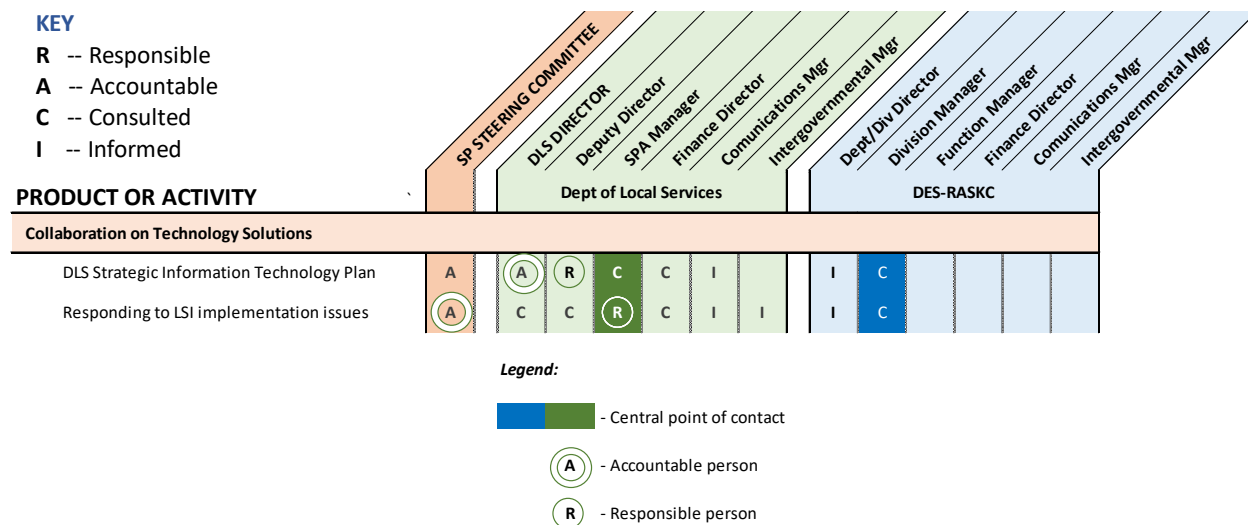 KEY
R -- Responsible
A -- Accountable
C -- Consulted
I -- Informed
SP STEERING COMMITTEE
DLS DIRECTOR
Deputy Director
SPA Manager
Finance Director
Comunications Mgr
Intergovernmental Mgr
Dept/Div Director
Division Manager
Function Manager
Finance Director
Comunications Mgr
Intergovernmental Mgr
PRODUCT OR ACTIVITY ` Dept of Local Services DES-RASKC
Collaboration on Technology Solutions
DLS Strategic Information Technology Plan A A R C C I I C
Responding to LSI implementation issues A C C R C I I I C
Legend:
- Central point of contact
A - Accountable person
R - Responsible person